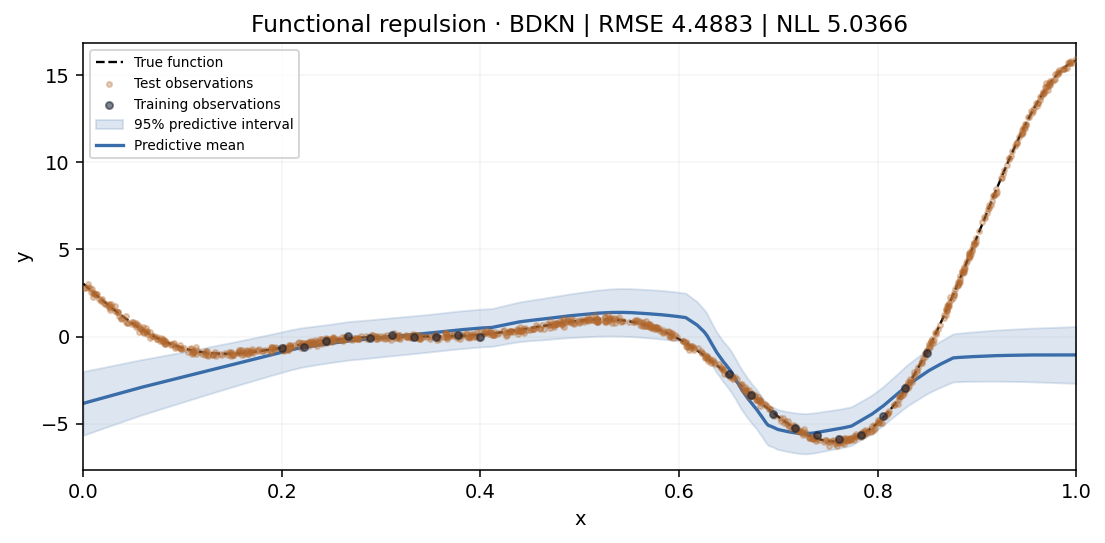 Functional repulsion · BDKN | RMSE 4.4883 | NLL 5.0366
True function
Test observations
Training observations
95% predictive interval
Predictive mean
15
10
5
0
−5
y
0.0 0.2 0.4 0.6 0.8 1.0
x